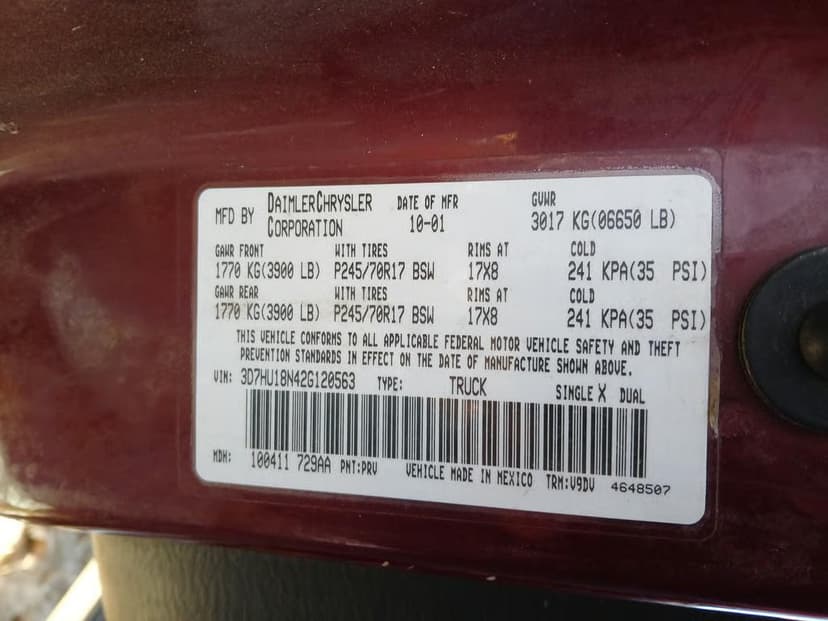 MFD BY DAIMLERCHRYSLER CORPORATION DATE OF MFR 10-01 GVWR 3017 KG(06650 LB)
GAWR FRONT WITH TIRES RIMS AT COLD
1770 KG(3900 LB) P245/70R17 BSW 17X8 241 KPA(35 PSI)
GAWR REAR WITH TIRES RIMS AT COLD
1770 KG(3900 LB) P245/70R17 BSW 17X8 241 KPA(35 PSI)
THIS VEHICLE CONFORMS TO ALL APPLICABLE FEDERAL MOTOR VEHICLE SAFETY AND THEFT
PREVENTION STANDARDS IN EFFECT ON THE DATE OF MANUFACTURE SHOWN ABOVE.
VIN: 3D7HU18N42G120563 TYPE: TRUCK SINGLE X DUAL
MDH: 100411 729AA PNT:PRV VEHICLE MADE IN MEXICO TRM:V9DV 4648507